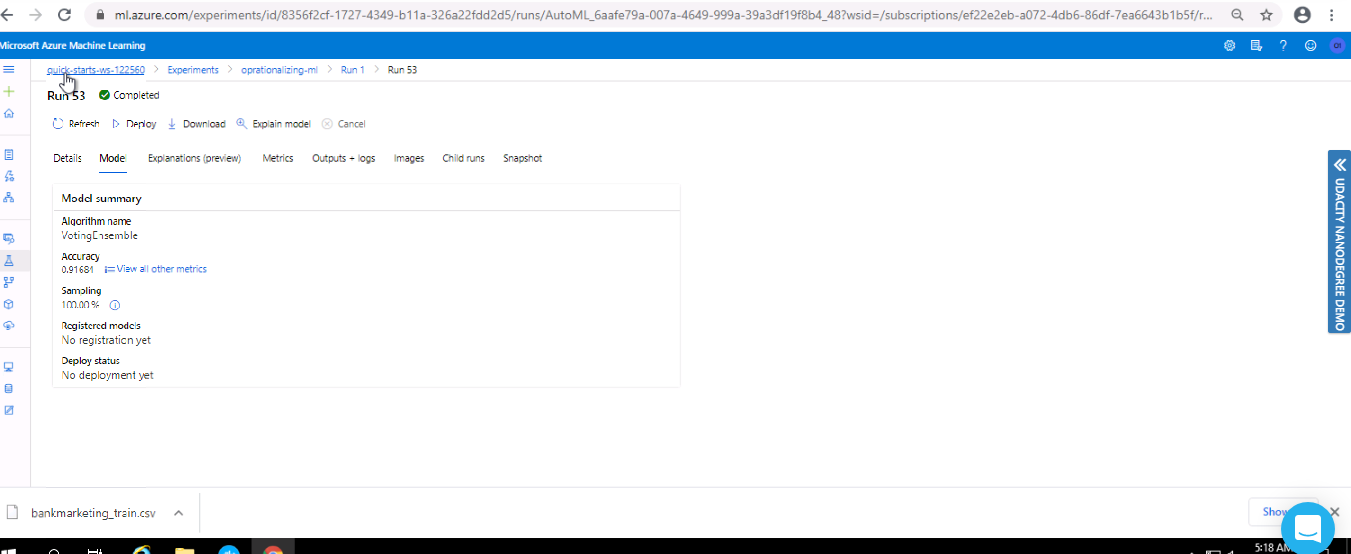 ml.azure.com/experiments/id/8356f2cf-1727-4349-b11a-326a22fdd2d5/runs/AutoML_6aafe79a-007a-4649-999a-39a3df19f8b4_48?wsid=/subscriptions/ef22e2eb-a072-4db6-86df-7ea6643b1b5f/r...
Microsoft Azure Machine Learning
OI
quick-starts-ws-122560 > Experiments > oprationalizing-ml > Run 1 > Run 53
Run 53 Completed
Refresh Deploy Download Explain model Cancel
Details Model Explanations (preview) Metrics Outputs + logs Images Child runs Snapshot
Model summary
Algorithm name
VotingEnsemble
Accuracy
0.91684 View all other metrics
Sampling
100.00 %
Registered models
No registration yet
Deploy status
No deployment yet
UDACITY NANODEGREE DEMO
bankmarketing_train.csv
Show
5:18 AM